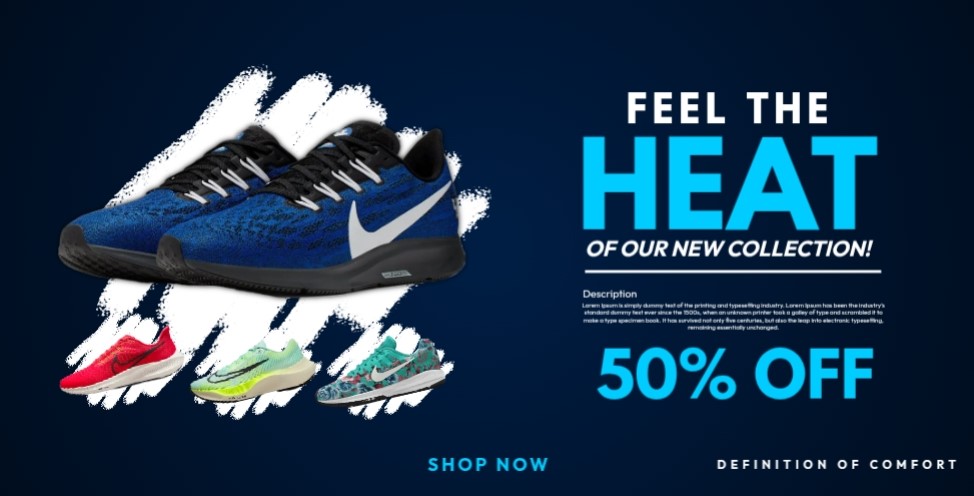 FEEL THE
HEAT
OF OUR NEW COLLECTION!
Description
Lorem Ipsum is simply dummy text of the printing and typesetting industry. Lorem Ipsum has been the industry's
standard dummy text ever since the 1500s, when an unknown printer took a galley of type and scrambled it to
make a type specimen book. It has survived not only five centuries, but also the leap into electronic typesetting,
remaining essentially unchanged.
50% OFF
SHOP NOW
DEFINITION OF COMFORT